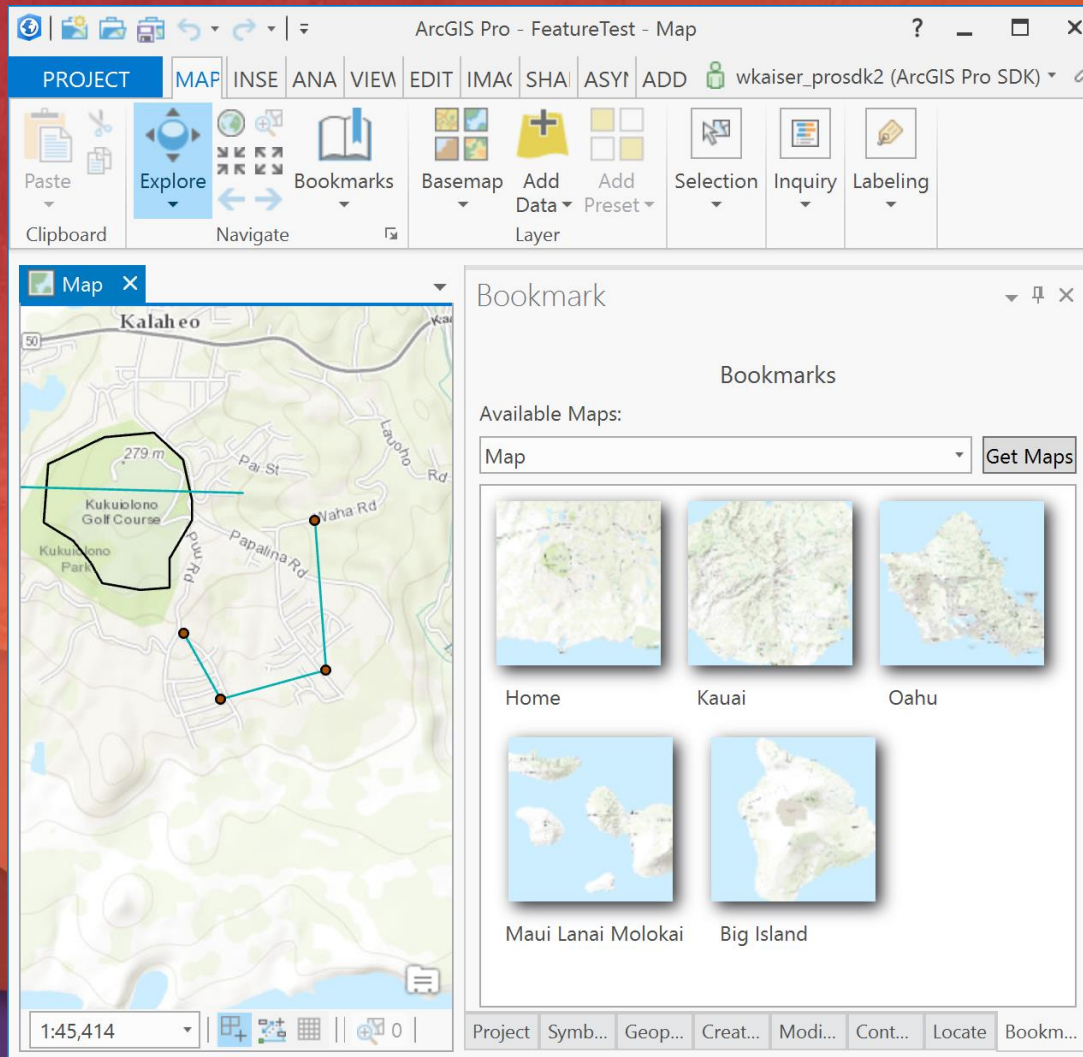 ArcGIS Pro - FeatureTest - Map
?
PROJECT MAP INSE ANA VIEW EDIT IMAG SHA ASYN ADD wkaiser_prosdk2 (ArcGIS Pro SDK)
Paste
Explore
Bookmarks
Basemap
Add Data
Add Preset
Selection
Inquiry
Labeling
Clipboard
Navigate
Layer
Map
Kalaheo
50
279 m
Pai St
Lauoho Rd
Kukuiolono
Golf Course
Waha Rd
Kukuiolono
Park
Puu Rd
Papalina Rd
1:45,414
0
Bookmark
Bookmarks
Available Maps:
Map
Get Maps
Home
Kauai
Oahu
Maui Lanai Molokai
Big Island
Project Symb... Geop... Creat... Modi... Cont... Locate Bookm...